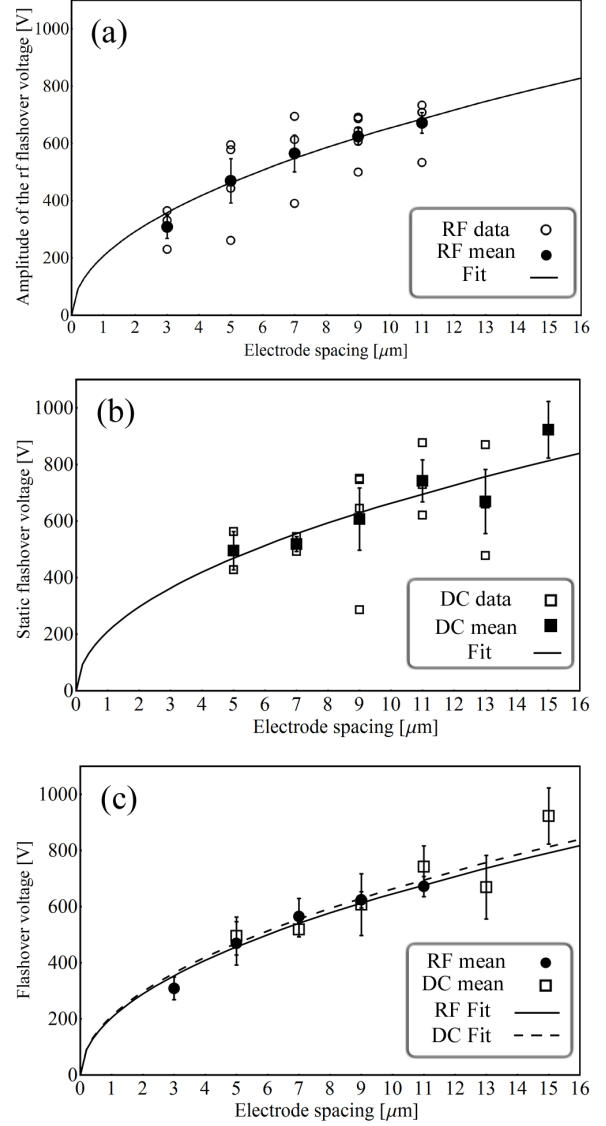 (a)
Amplitude of the rf flashover voltage [V]
1000
800
600
400
200
0
RF data
RF mean
Fit
0 1 2 3 4 5 6 7 8 9 10 11 12 13 14 15 16
Electrode spacing [μm]
(b)
Static flashover voltage [V]
1000
800
600
400
200
0
DC data
DC mean
Fit
0 1 2 3 4 5 6 7 8 9 10 11 12 13 14 15 16
Electrode spacing [μm]
(c)
Flashover voltage [V]
1000
800
600
400
200
0
RF mean
DC mean
RF Fit
DC Fit
0 1 2 3 4 5 6 7 8 9 10 11 12 13 14 15 16
Electrode spacing [μm]